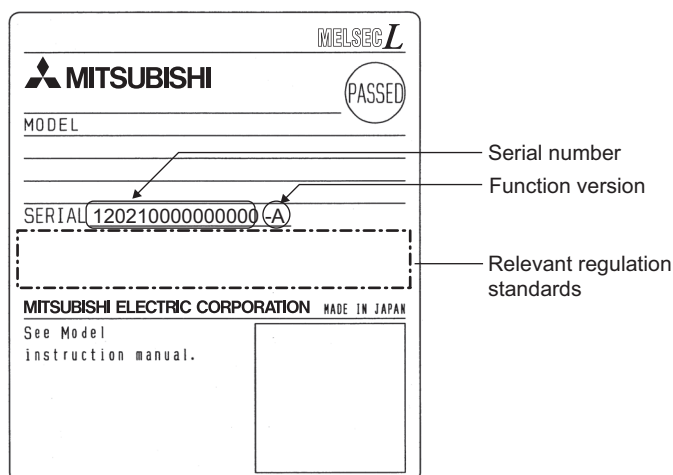 MELSEC L
MITSUBISHI
PASSED
MODEL
Serial number
Function version
SERIAL 120210000000000 -A
Relevant regulation
standards
MITSUBISHI ELECTRIC CORPORATION MADE IN JAPAN
See Model
instruction manual.